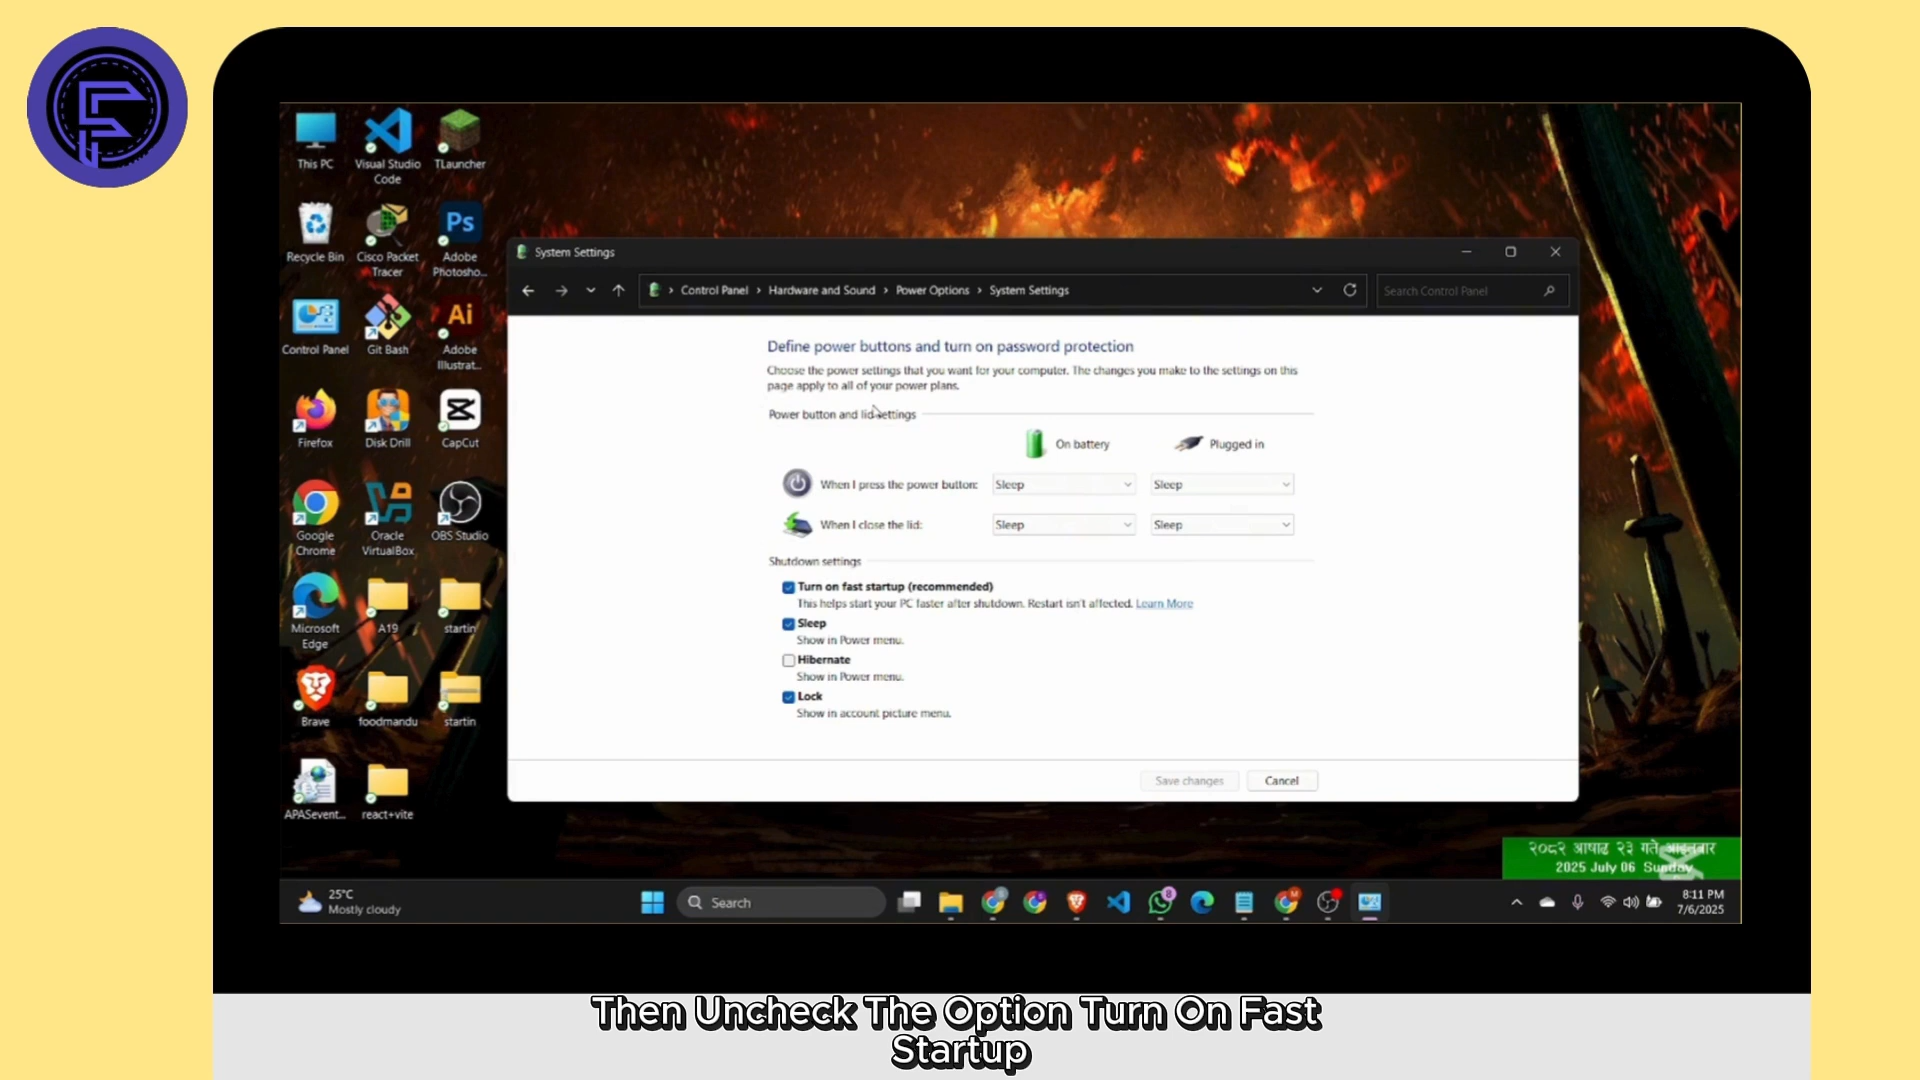 This PC
Visual Studio
Code
TLauncher
Recycle Bin
Cisco Packet
Tracer
Ps
Adobe
Photosho...
Control Panel
Git Bash
Ai
Adobe
Illustrat...
Firefox
Disk Drill
CapCut
Google
Chrome
Oracle
VirtualBox
OBS Studio
Microsoft
Edge
A19
startin
Brave
foodmandu
startin
APASevent...
react+vite
System Settings
Control Panel > Hardware and Sound > Power Options > System Settings
Search Control Panel
Define power buttons and turn on password protection
Choose the power settings that you want for your computer. The changes you make to the settings on this
page apply to all of your power plans.
Power button and lid settings
On battery
Plugged in
When I press the power button:
Sleep
Sleep
When I close the lid:
Sleep
Sleep
Shutdown settings
Turn on fast startup (recommended)
This helps start your PC faster after shutdown. Restart isn't affected. Learn More
Sleep
Show in Power menu.
Hibernate
Show in Power menu.
Lock
Show in account picture menu.
Save changes
Cancel
२०८२ आषाढ २३ गते आइतबार
2025 July 06 Sunday
25°C
Mostly cloudy
Search
8:11 PM
7/6/2025
Then Uncheck The Option Turn On Fast
Startup